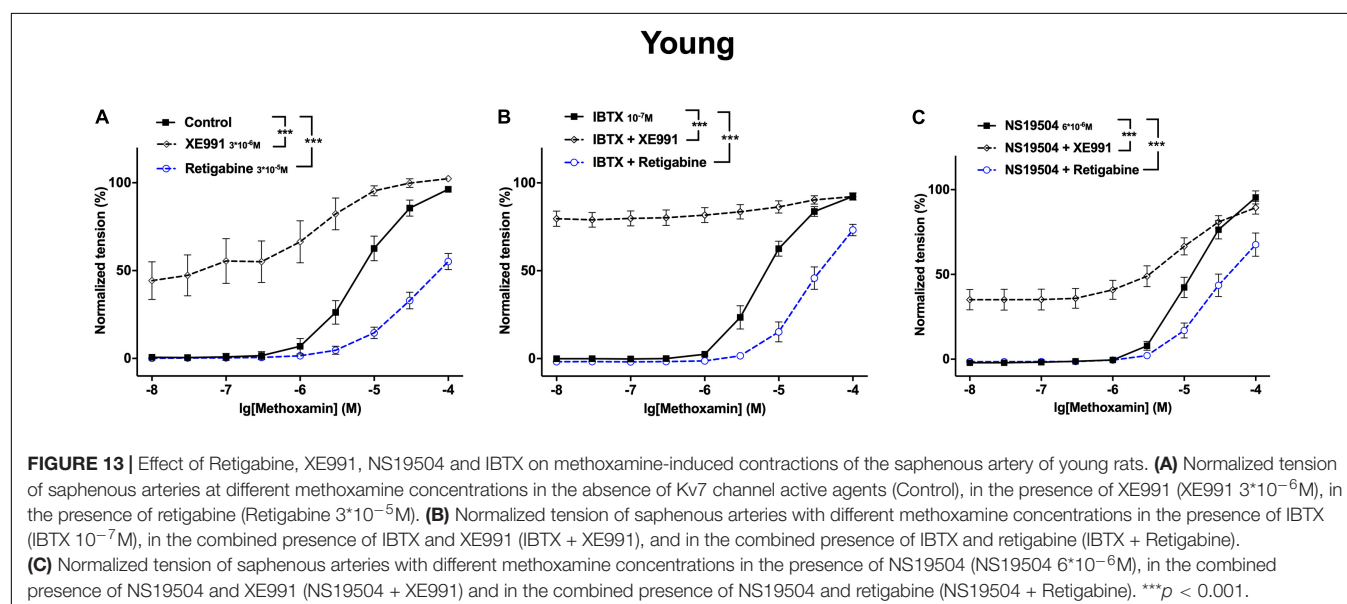 Young
A
Control
XE991 3*10-6M
Retigabine 3*10-5M
***
***
Normalized tension (%)
100
50
0
-8 -7 -6 -5 -4
lg[Methoxamin] (M)
B
IBTX 10-7M
IBTX + XE991
IBTX + Retigabine
***
***
Normalized tension (%)
100
50
0
-8 -7 -6 -5 -4
lg[Methoxamin] (M)
C
NS19504 6*10-6M
NS19504 + XE991
NS19504 + Retigabine
***
***
Normalized tension (%)
100
50
0
-8 -7 -6 -5 -4
lg[Methoxamin] (M)
FIGURE 13 | Effect of Retigabine, XE991, NS19504 and IBTX on methoxamine-induced contractions of the saphenous artery of young rats. (A) Normalized tension
of saphenous arteries at different methoxamine concentrations in the absence of Kv7 channel active agents (Control), in the presence of XE991 (XE991 3*10−6M), in
the presence of retigabine (Retigabine 3*10−5M). (B) Normalized tension of saphenous arteries with different methoxamine concentrations in the presence of IBTX
(IBTX 10−7M), in the combined presence of IBTX and XE991 (IBTX + XE991), and in the combined presence of IBTX and retigabine (IBTX + Retigabine).
(C) Normalized tension of saphenous arteries with different methoxamine concentrations in the presence of NS19504 (NS19504 6*10−6M), in the combined
presence of NS19504 and XE991 (NS19504 + XE991) and in the combined presence of NS19504 and retigabine (NS19504 + Retigabine). ***p < 0.001.